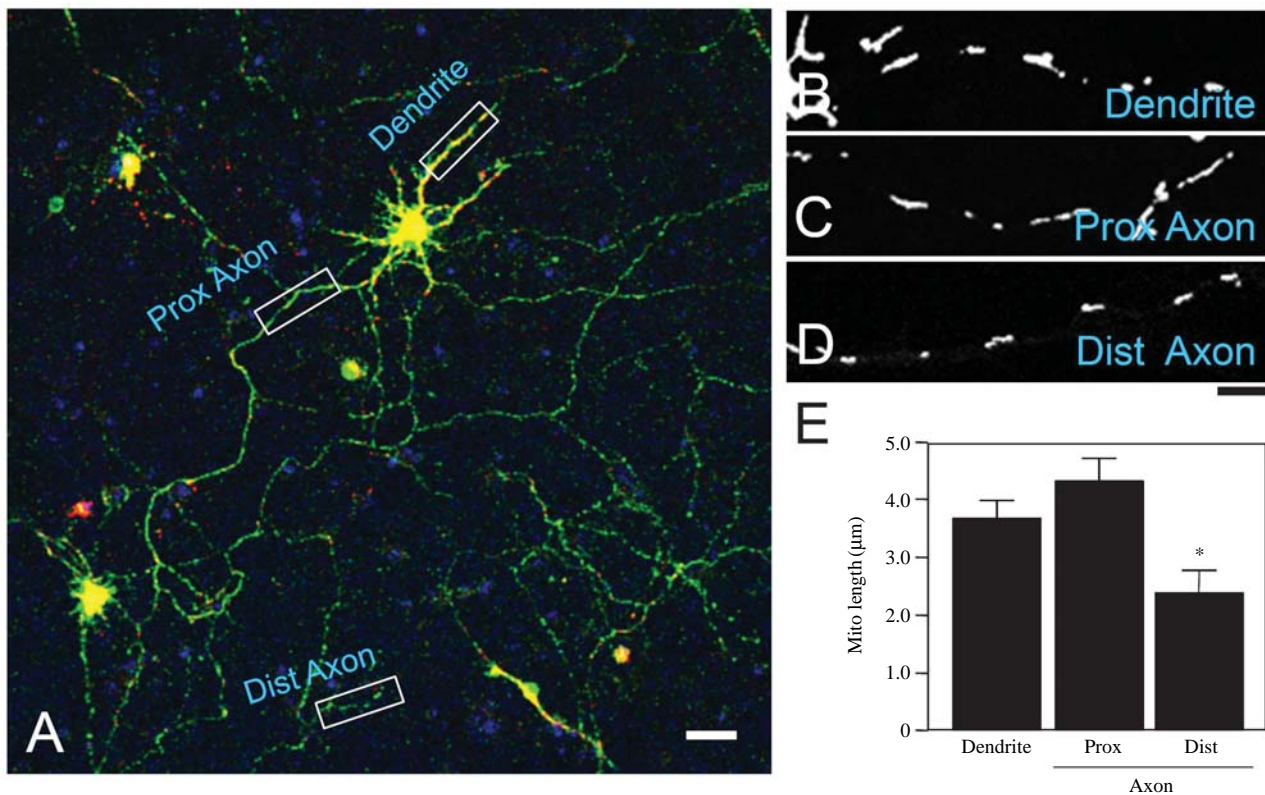 Dendrite
Prox Axon
Dist Axon
A
B
Dendrite
C
Prox Axon
D
Dist Axon
E
5.0
4.0
3.0
2.0
1.0
0
Mito length (μm)
*
Dendrite
Prox
Dist
Axon